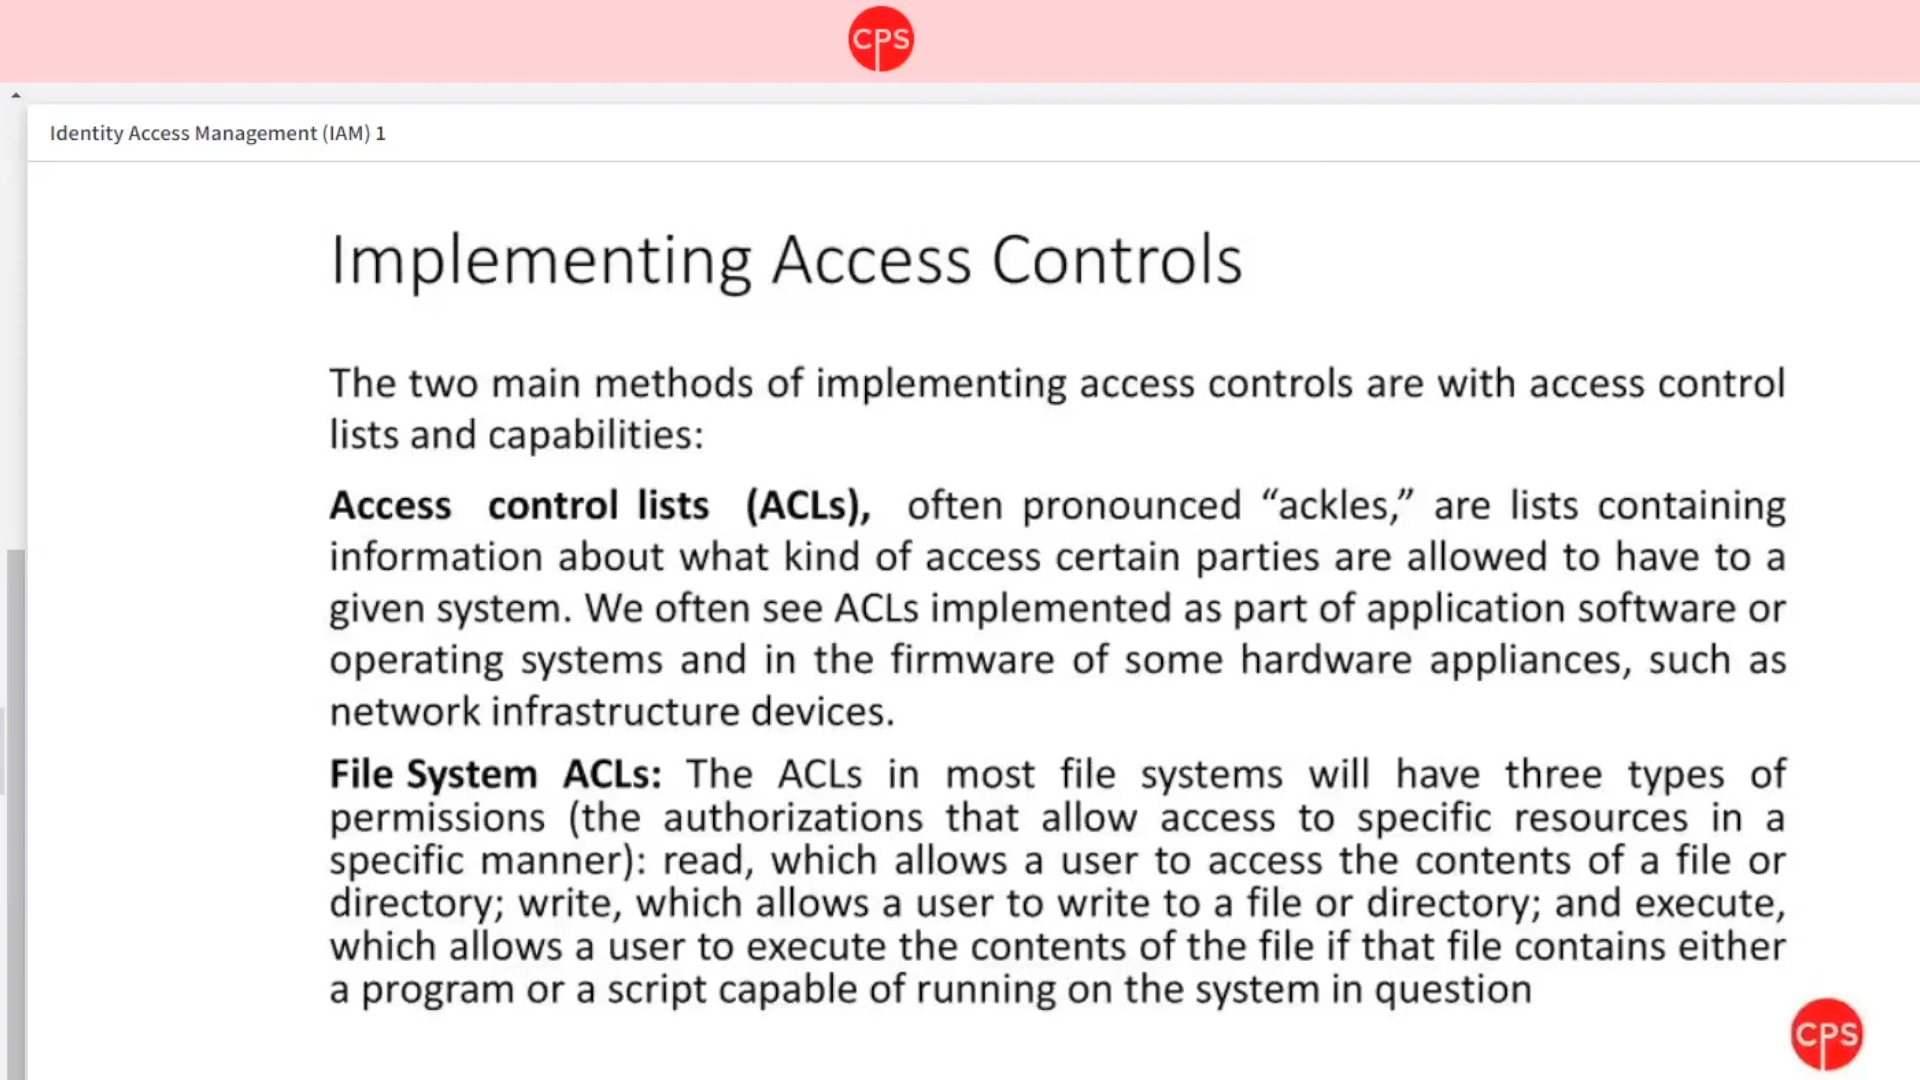 CPS
Identity Access Management (IAM) 1
Implementing Access Controls
The two main methods of implementing access controls are with access control
lists and capabilities:
Access control lists (ACLs), often pronounced “ackles,” are lists containing
information about what kind of access certain parties are allowed to have to a
given system. We often see ACLs implemented as part of application software or
operating systems and in the firmware of some hardware appliances, such as
network infrastructure devices.
File System ACLs: The ACLs in most file systems will have three types of
permissions (the authorizations that allow access to specific resources in a
specific manner): read, which allows a user to access the contents of a file or
directory; write, which allows a user to write to a file or directory; and execute,
which allows a user to execute the contents of the file if that file contains either
a program or a script capable of running on the system in question
CPS